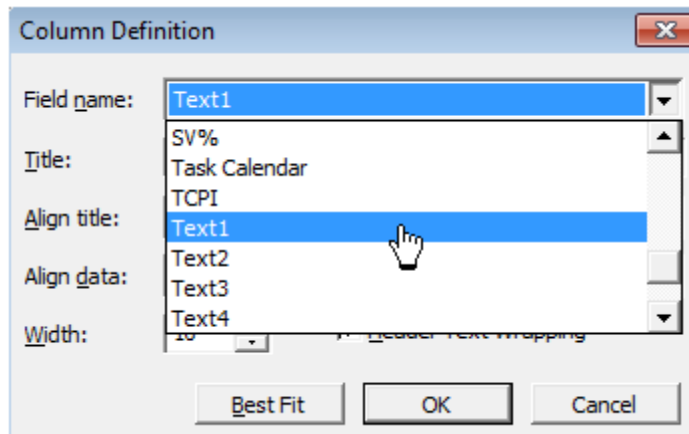 Column Definition
Field name: Text1
SV%
Title:
Task Calendar
TCPI
Align title:
Text1
Text2
Align data:
Text3
Text4
Width:
Header Text Wrapping
Best Fit OK Cancel